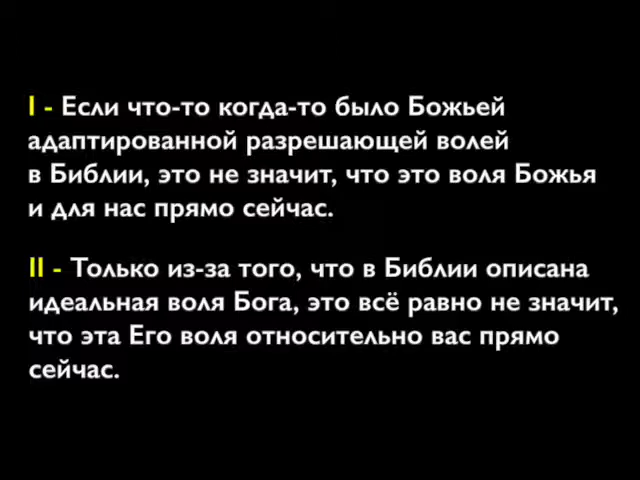 I - Если что-то когда-то было Божьей
адаптированной разрешающей волей
в Библии, это не значит, что это воля Божья
и для нас прямо сейчас.
II - Только из-за того, что в Библии описана
идеальная воля Бога, это всё равно не значит,
что эта Его воля относительно вас прямо
сейчас.